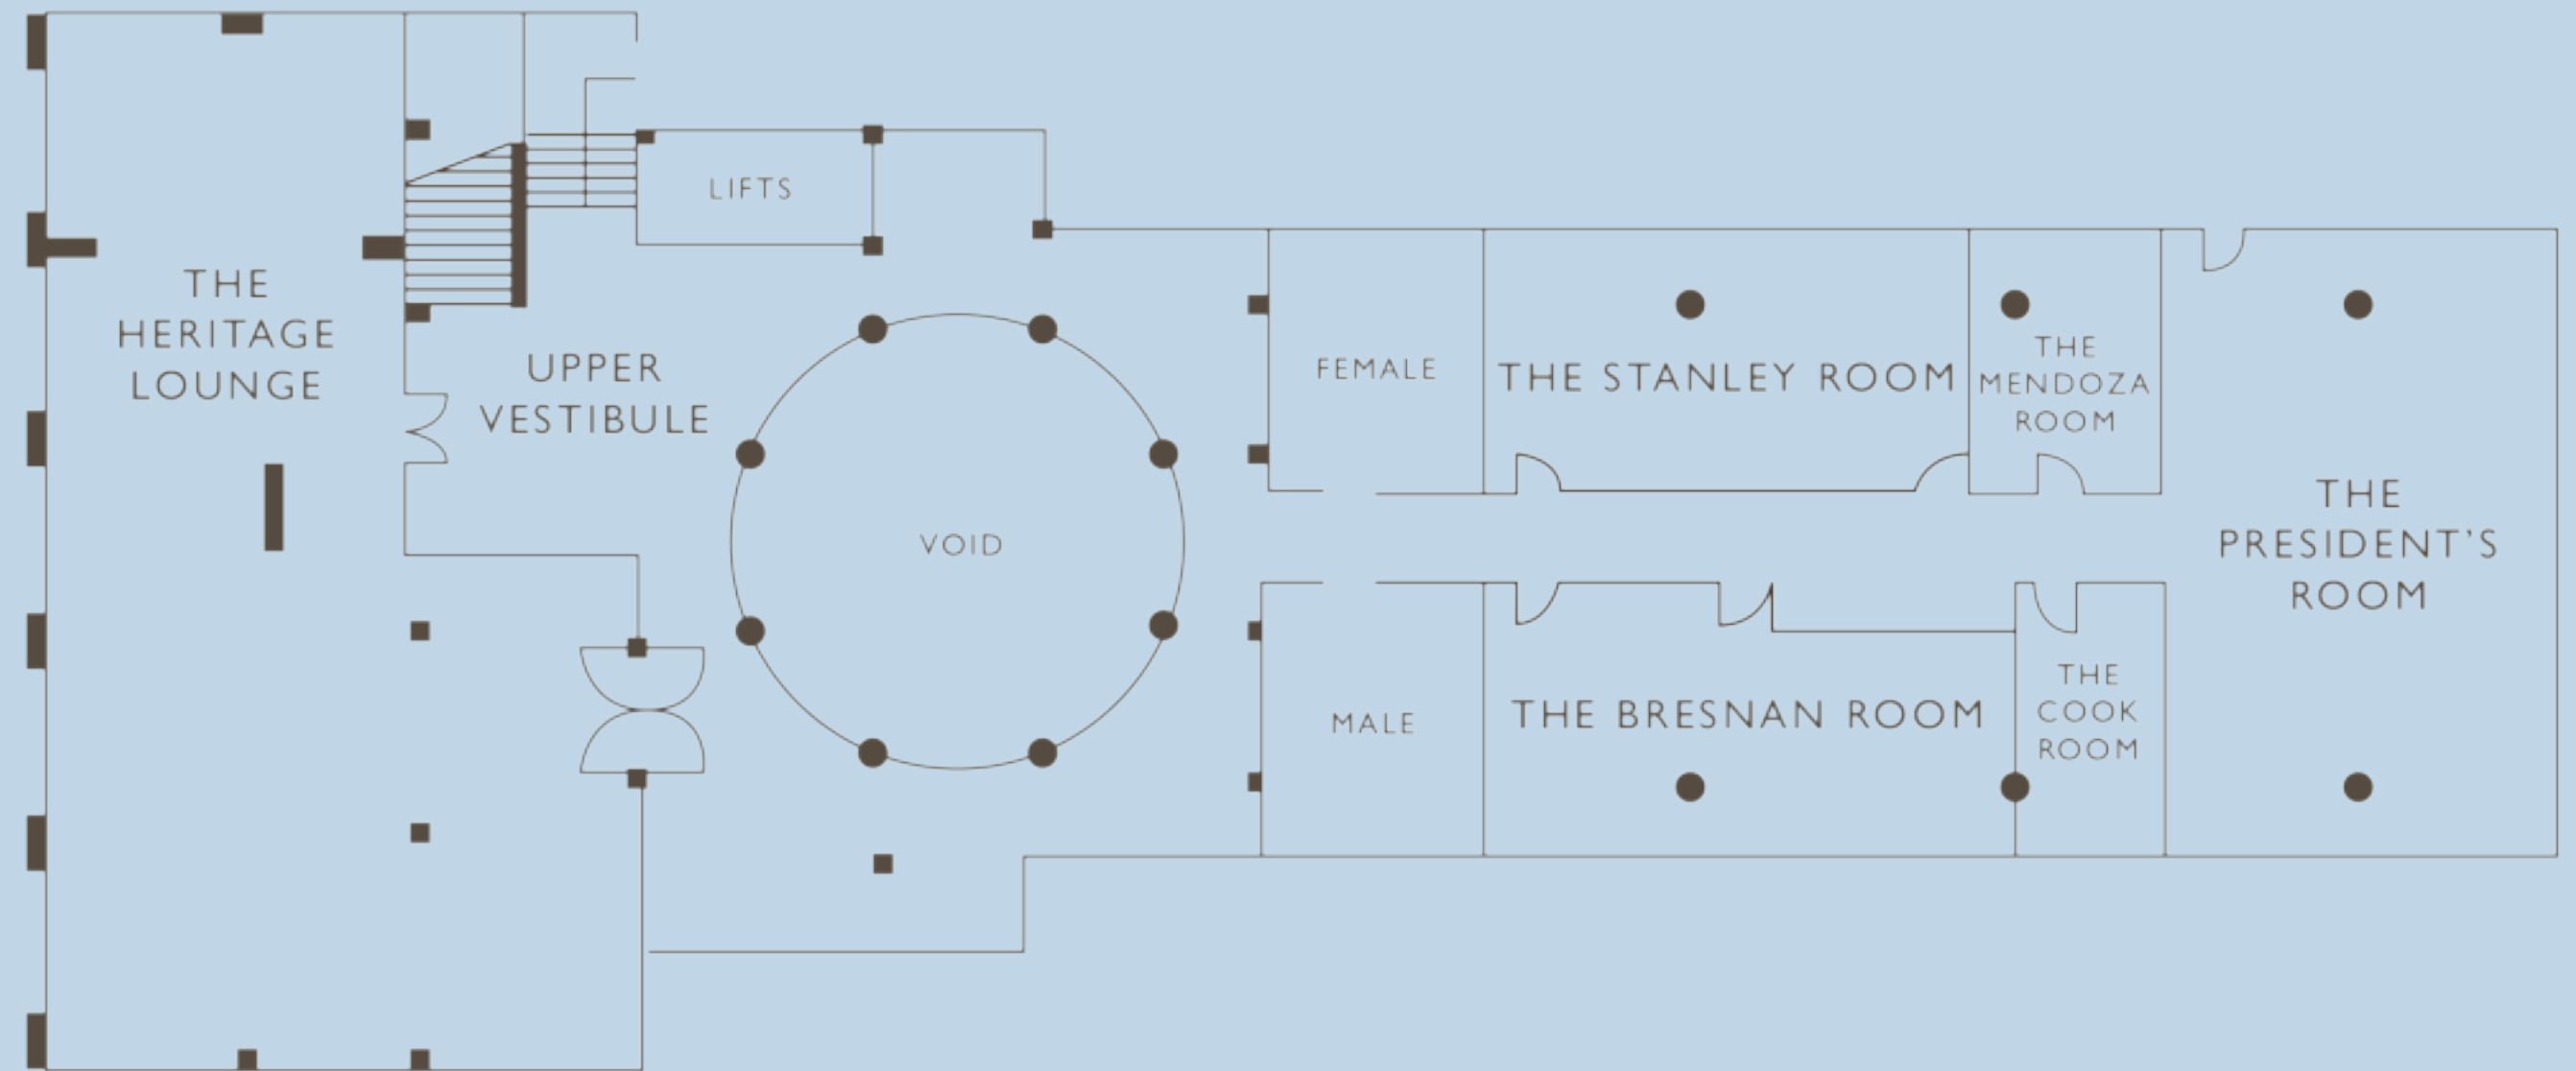 THE
HERITAGE
LOUNGE
UPPER
VESTIBULE
LIFTS
VOID
FEMALE
MALE
THE STANLEY ROOM
THE BRESNAN ROOM
THE
MENDOZA
ROOM
THE
COOK
ROOM
THE
PRESIDENT'S
ROOM